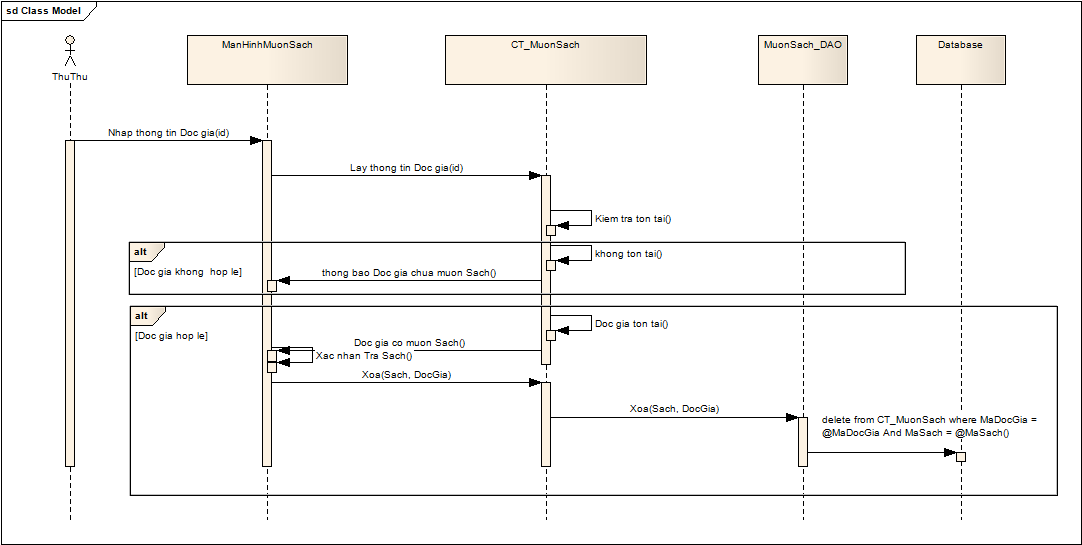 sd Class Model
ThuThu
ManHinhMuonSach
CT_MuonSach
MuonSach_DAO
Database
Nhap thong tin Doc gia(id)
Lay thong tin Doc gia(id)
Kiem tra ton tai()
alt
[Doc gia khong  hop le]
khong ton tai()
thong bao Doc gia chua muon Sach()
alt
[Doc gia hop le]
Doc gia ton tai()
Doc gia co muon Sach()
Xac nhan Tra Sach()
Xoa(Sach, DocGia)
Xoa(Sach, DocGia)
delete from CT_MuonSach where MaDocGia =
@MaDocGia And MaSach = @MaSach()